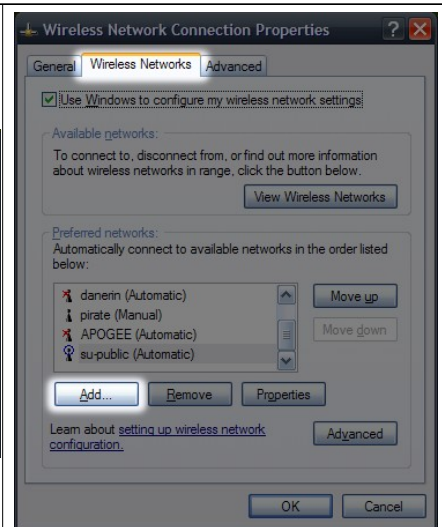 Wireless Network Connection Properties
General Wireless Networks Advanced
Use Windows to configure my wireless network settings
Available networks:
To connect to, disconnect from, or find out more information
about wireless networks in range, click the button below.
View Wireless Networks
Preferred networks:
Automatically connect to available networks in the order listed
below:
danerin (Automatic)
pirate (Manual)
APOGEE (Automatic)
su-public (Automatic)
Move up
Move down
Add... Remove Properties
Learn about setting up wireless network
configuration.
Advanced
OK Cancel